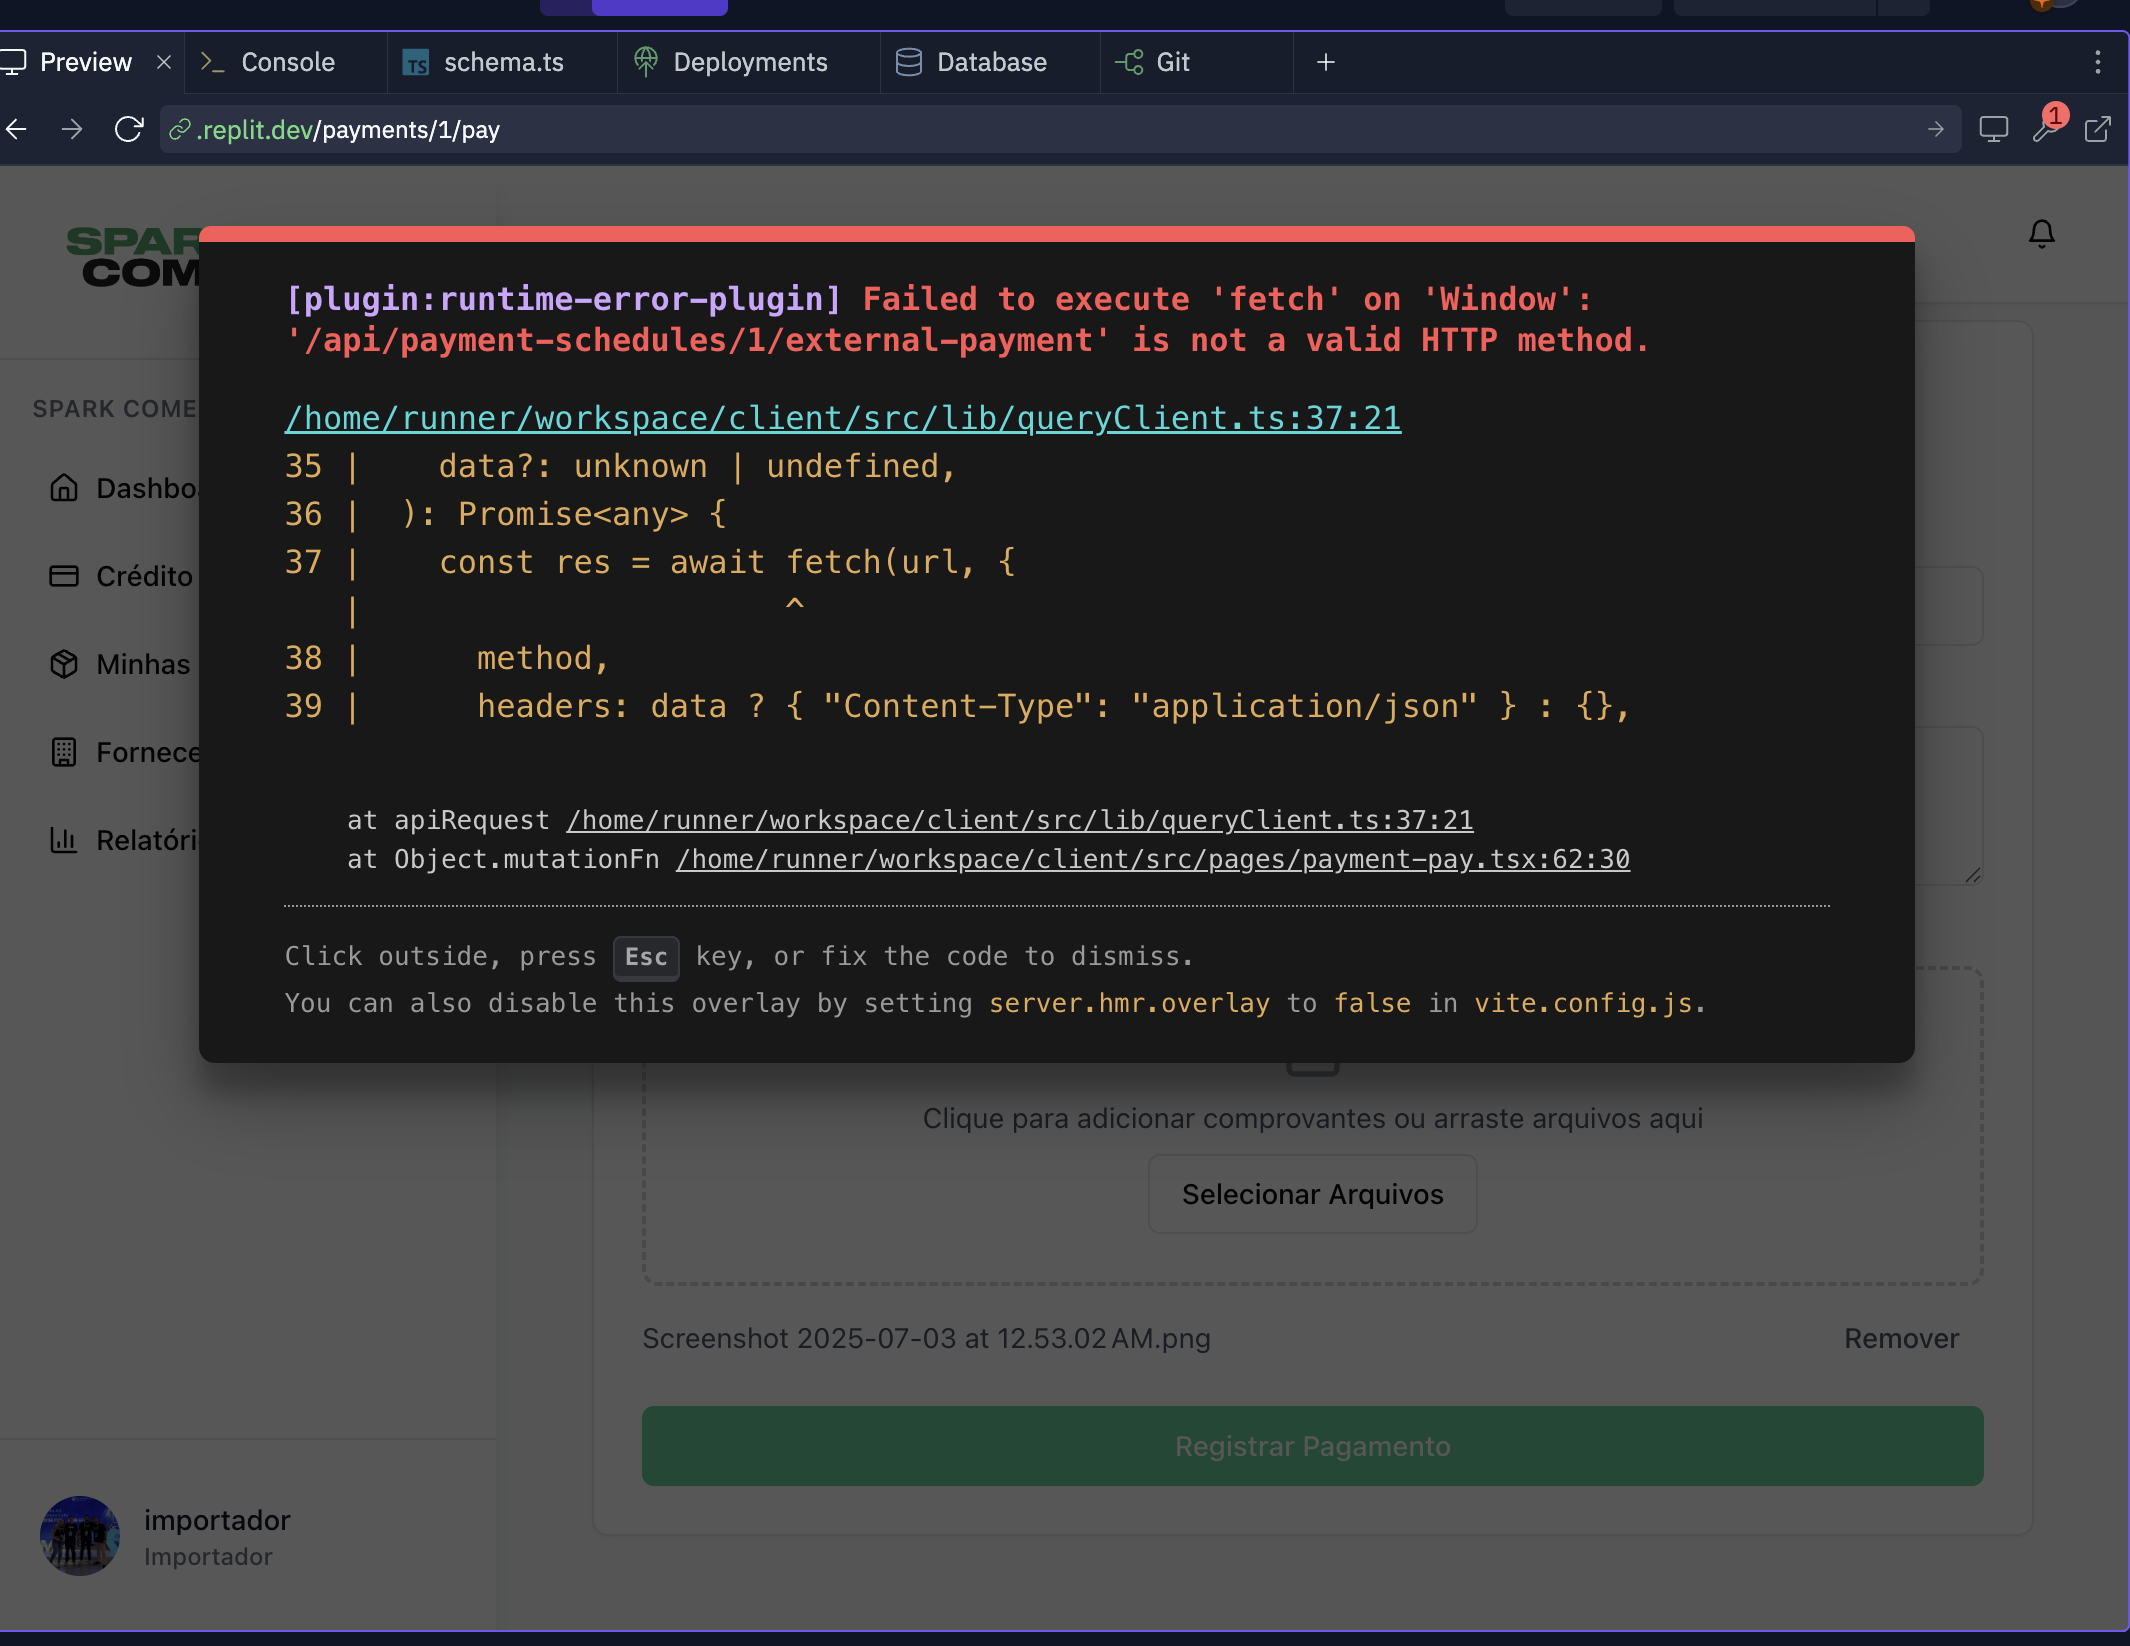 Preview
Console
TS schema.ts
Deployments
Database
Git
.replit.dev/payments/1/pay
1
SPAR
COM
[plugin:runtime-error-plugin] Failed to execute 'fetch' on 'Window':
'/api/payment-schedules/1/external-payment' is not a valid HTTP method.
/home/runner/workspace/client/src/lib/queryClient.ts:37:21
35 |    data?: unknown | undefined,
36 |  ): Promise<any> {
37 |    const res = await fetch(url, {
   |                      ^
38 |      method,
39 |      headers: data ? { "Content-Type": "application/json" } : {},
at apiRequest /home/runner/workspace/client/src/lib/queryClient.ts:37:21
at Object.mutationFn /home/runner/workspace/client/src/pages/payment-pay.tsx:62:30
Click outside, press Esc key, or fix the code to dismiss.
You can also disable this overlay by setting server.hmr.overlay to false in vite.config.js.
SPARK COME
Dashbo
Crédito
Minhas
Fornece
Relatóri
Clique para adicionar comprovantes ou arraste arquivos aqui
Selecionar Arquivos
Screenshot 2025-07-03 at 12.53.02 AM.png
Remover
Registrar Pagamento
importador
Importador